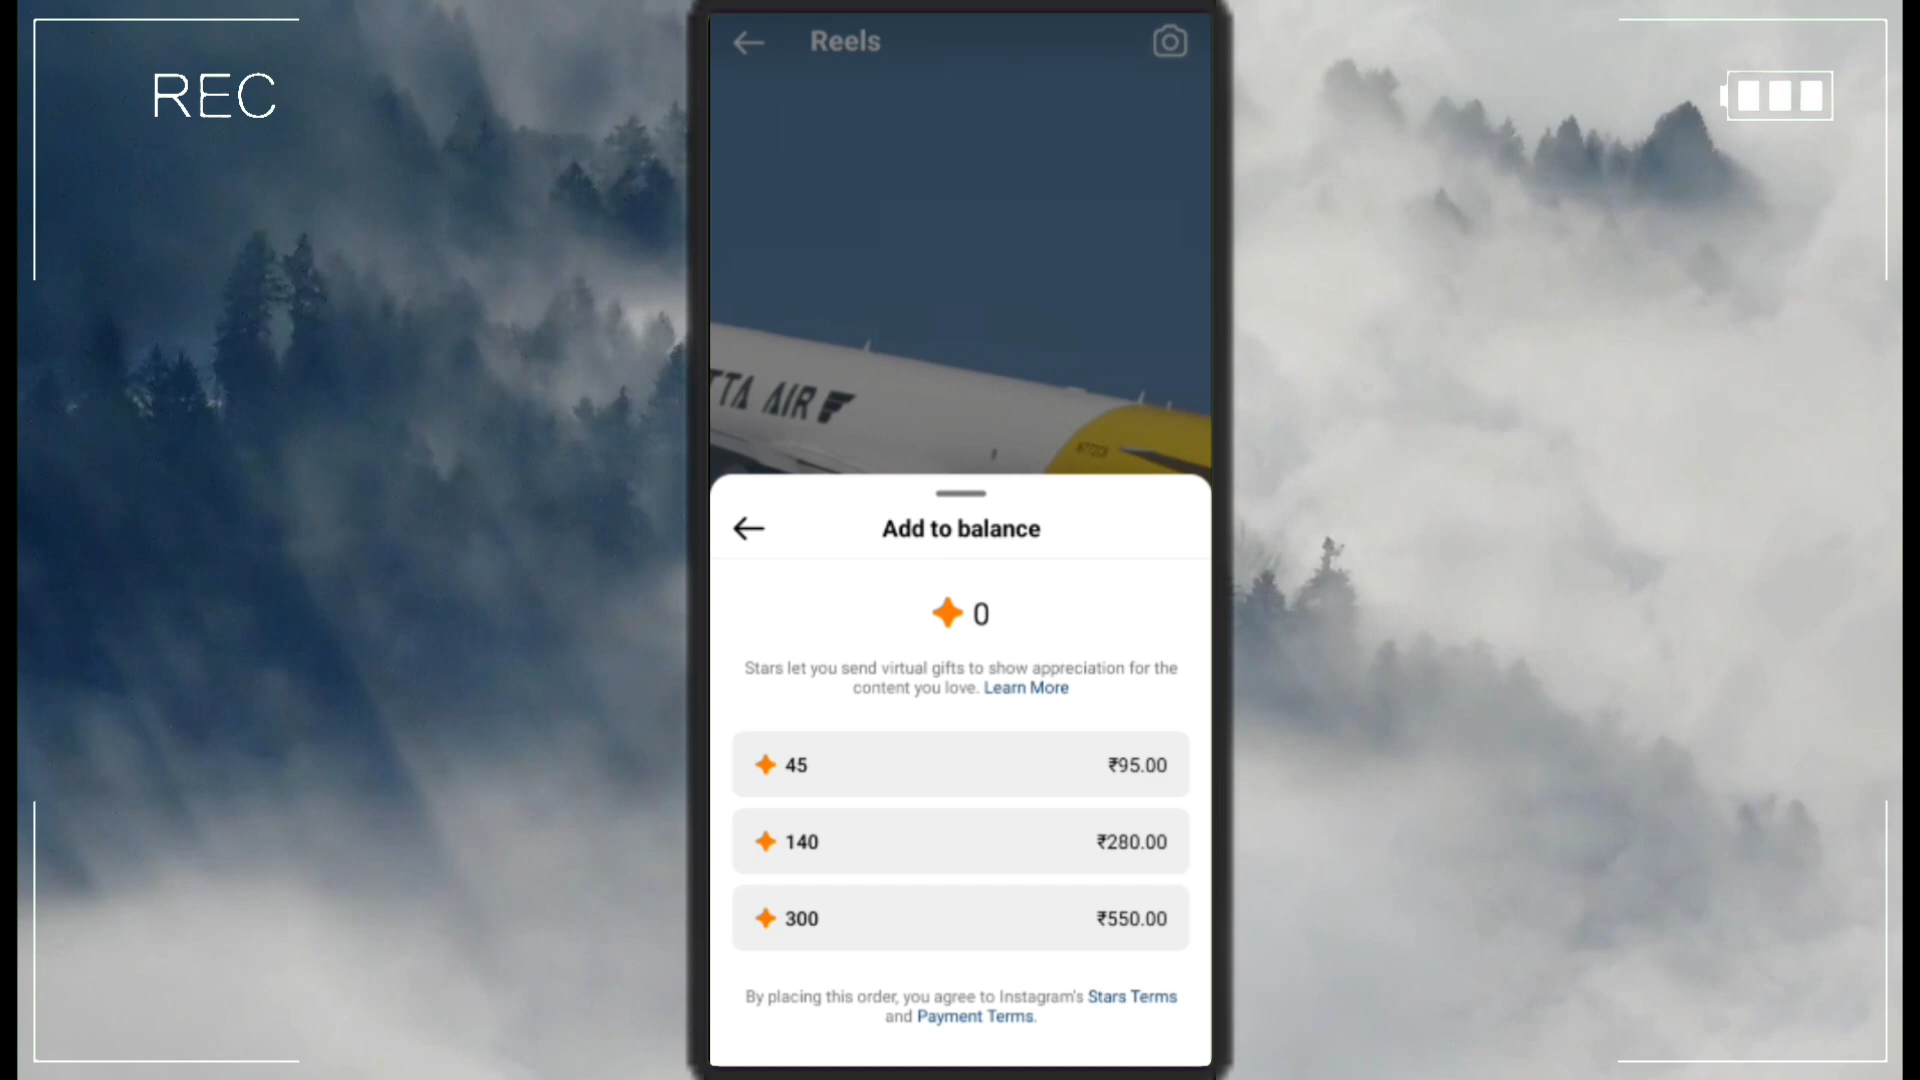 REC
Reels
TTA AIR
Add to balance
0
Stars let you send virtual gifts to show appreciation for the
content you love. Learn More
45 ₹95.00
140 ₹280.00
300 ₹550.00
By placing this order, you agree to Instagram's Stars Terms
and Payment Terms.